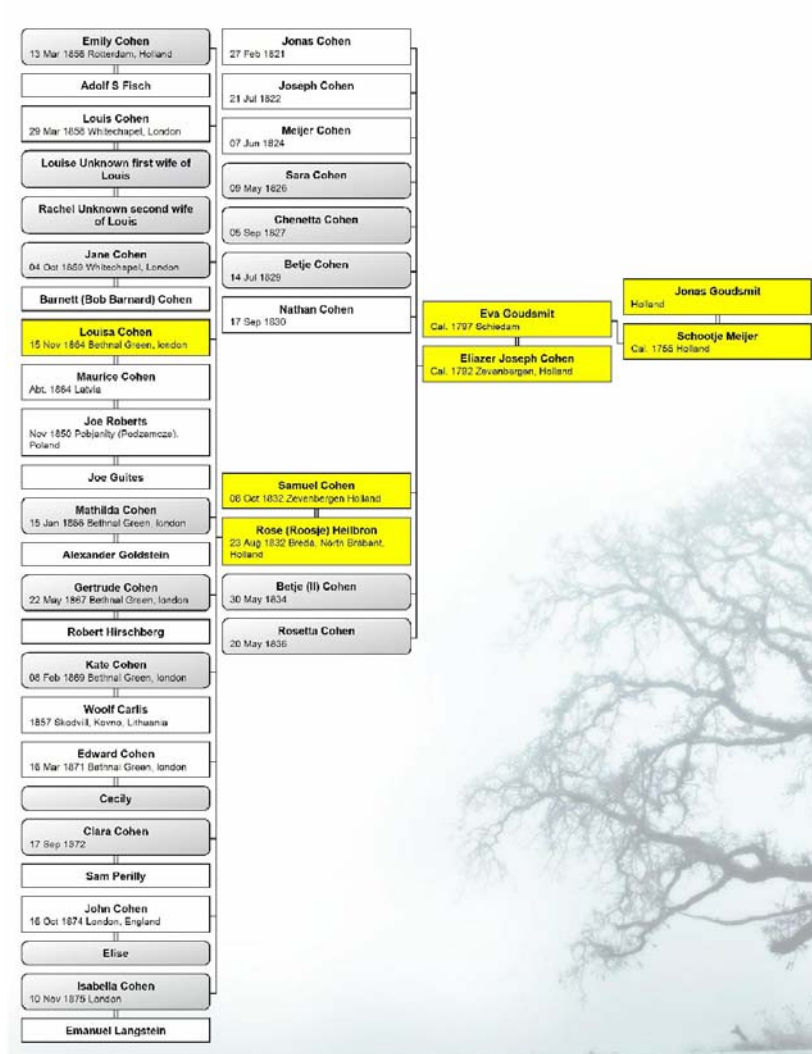 Emily Cohen
13 Mar 1856 Rotterdam, Holland
Adolf S Fisch
Louis Cohen
29 Mar 1858 Whitechapel, London
Louise Unknown first wife of
Louis
Rachel Unknown second wife
of Louis
Jane Cohen
04 Oct 1859 Whitechapel, London
Barnett (Bob Barnard) Cohen
Louisa Cohen
15 Nov 1864 Bethnal Green, london
Maurice Cohen
Abt. 1864 Latvia
Joe Roberts
Nov 1850 (Podzamcze),
Poland
Joe Guites
Mathilda Cohen
15 Jan 1866 Bethnal Green, london
Alexander Goldstein
Gertrude Cohen
22 May 1867 Bethnal Green, london
Robert Hirschberg
Kate Cohen
08 Feb 1869 Bethnal Green, london
Woolf Carlis
1857 Skodvill, Kovno, Lithuania
Edward Cohen
16 Mar 1871 Bethnal Green, london
Cecily
Clara Cohen
17 Sep 1872
Sam Perilly
John Cohen
16 Oct 1874 London, England
Elise
Isabella Cohen
10 Nov 1875 London
Emanuel Langstein
Jonas Cohen
27 Feb 1821
Joseph Cohen
21 Jul 1822
Meijer Cohen
07 Jun 1824
Sara Cohen
09 May 1826
Chenetta Cohen
05 Sep 1827
Betje Cohen
14 Jul 1829
Nathan Cohen
17 Sep 1830
Samuel Cohen
06 Oct 1832 Zevenbergen Holland
Rose (Roosje) Heilbron
23 Aug 1832 Breda, North Brabant,
Holland
Betje (II) Cohen
30 May 1834
Rosetta Cohen
20 May 1836
Eva Goudsmit
Cal. 1797 Schiedam
Eliazer Joseph Cohen
Cal. 1792 Zevenbergen, Holland
Jonas Goudsmit
Holland
Schootje Meijer
Cal. 1755 Holland